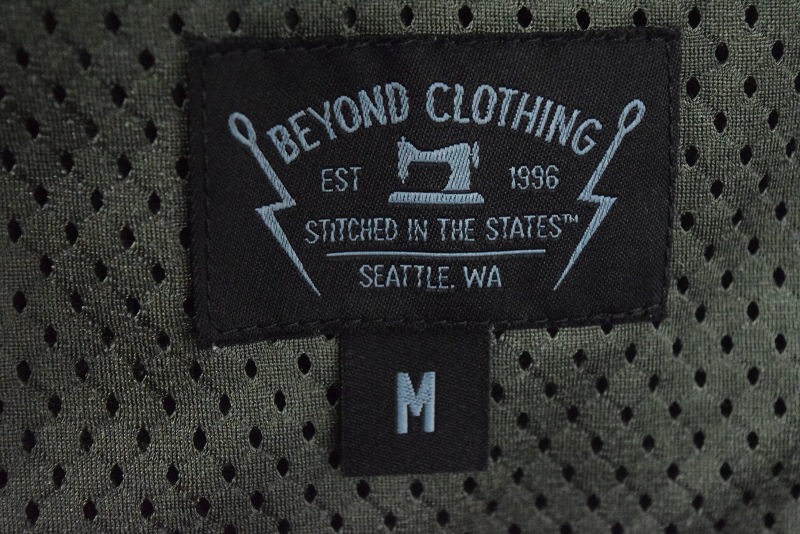 BEYOND CLOTHING
EST 1996
STITCHED IN THE STATES™
SEATTLE. WA
M